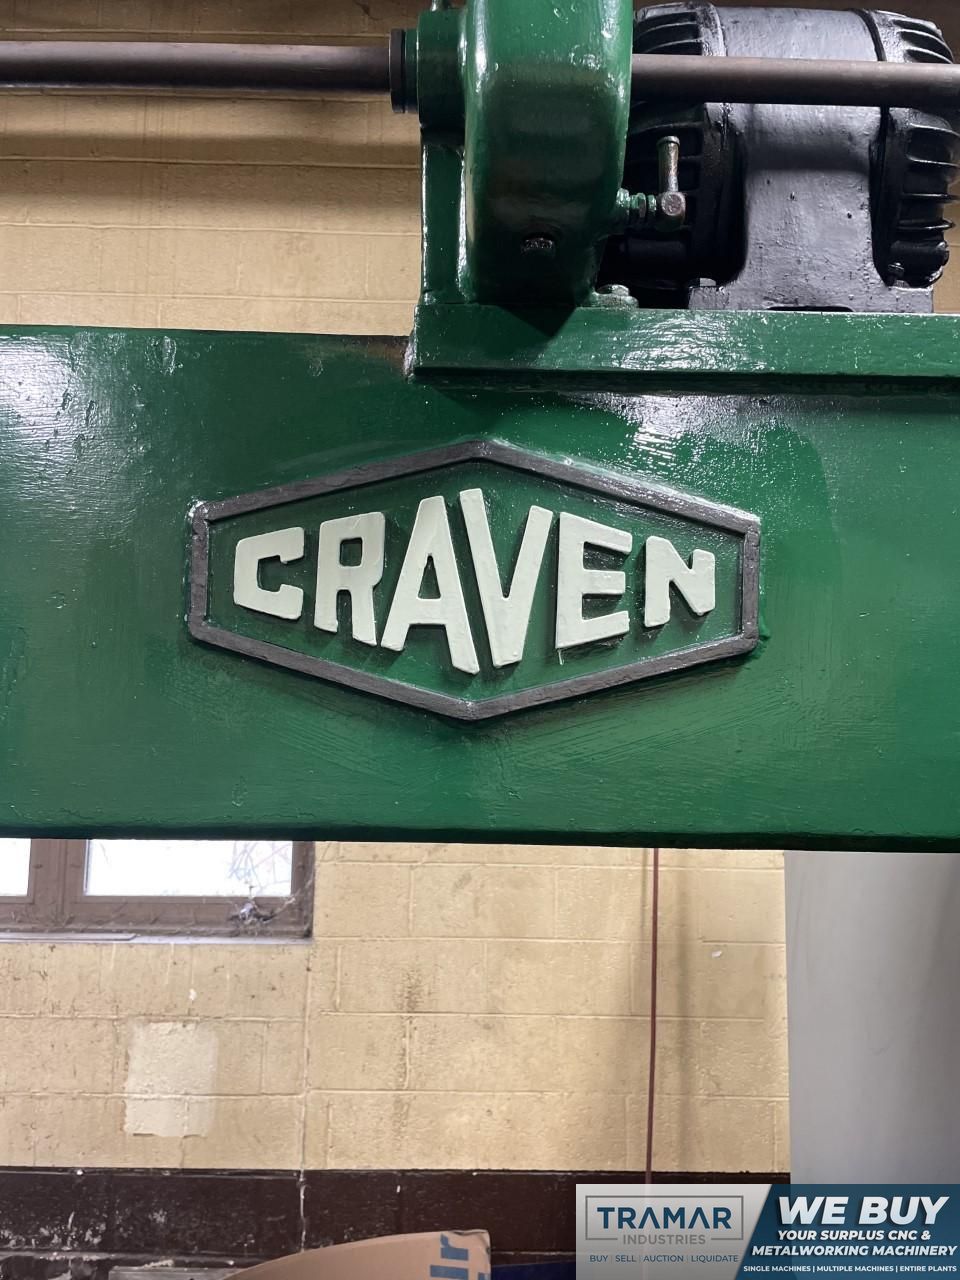 CRAVEN
TRAMAR
INDUSTRIES
BUY | SELL | AUCTION | LIQUIDATE
WE BUY
YOUR SURPLUS CNC &
METALWORKING MACHINERY
SINGLE MACHINES | MULTIPLE MACHINES | ENTIRE PLANTS